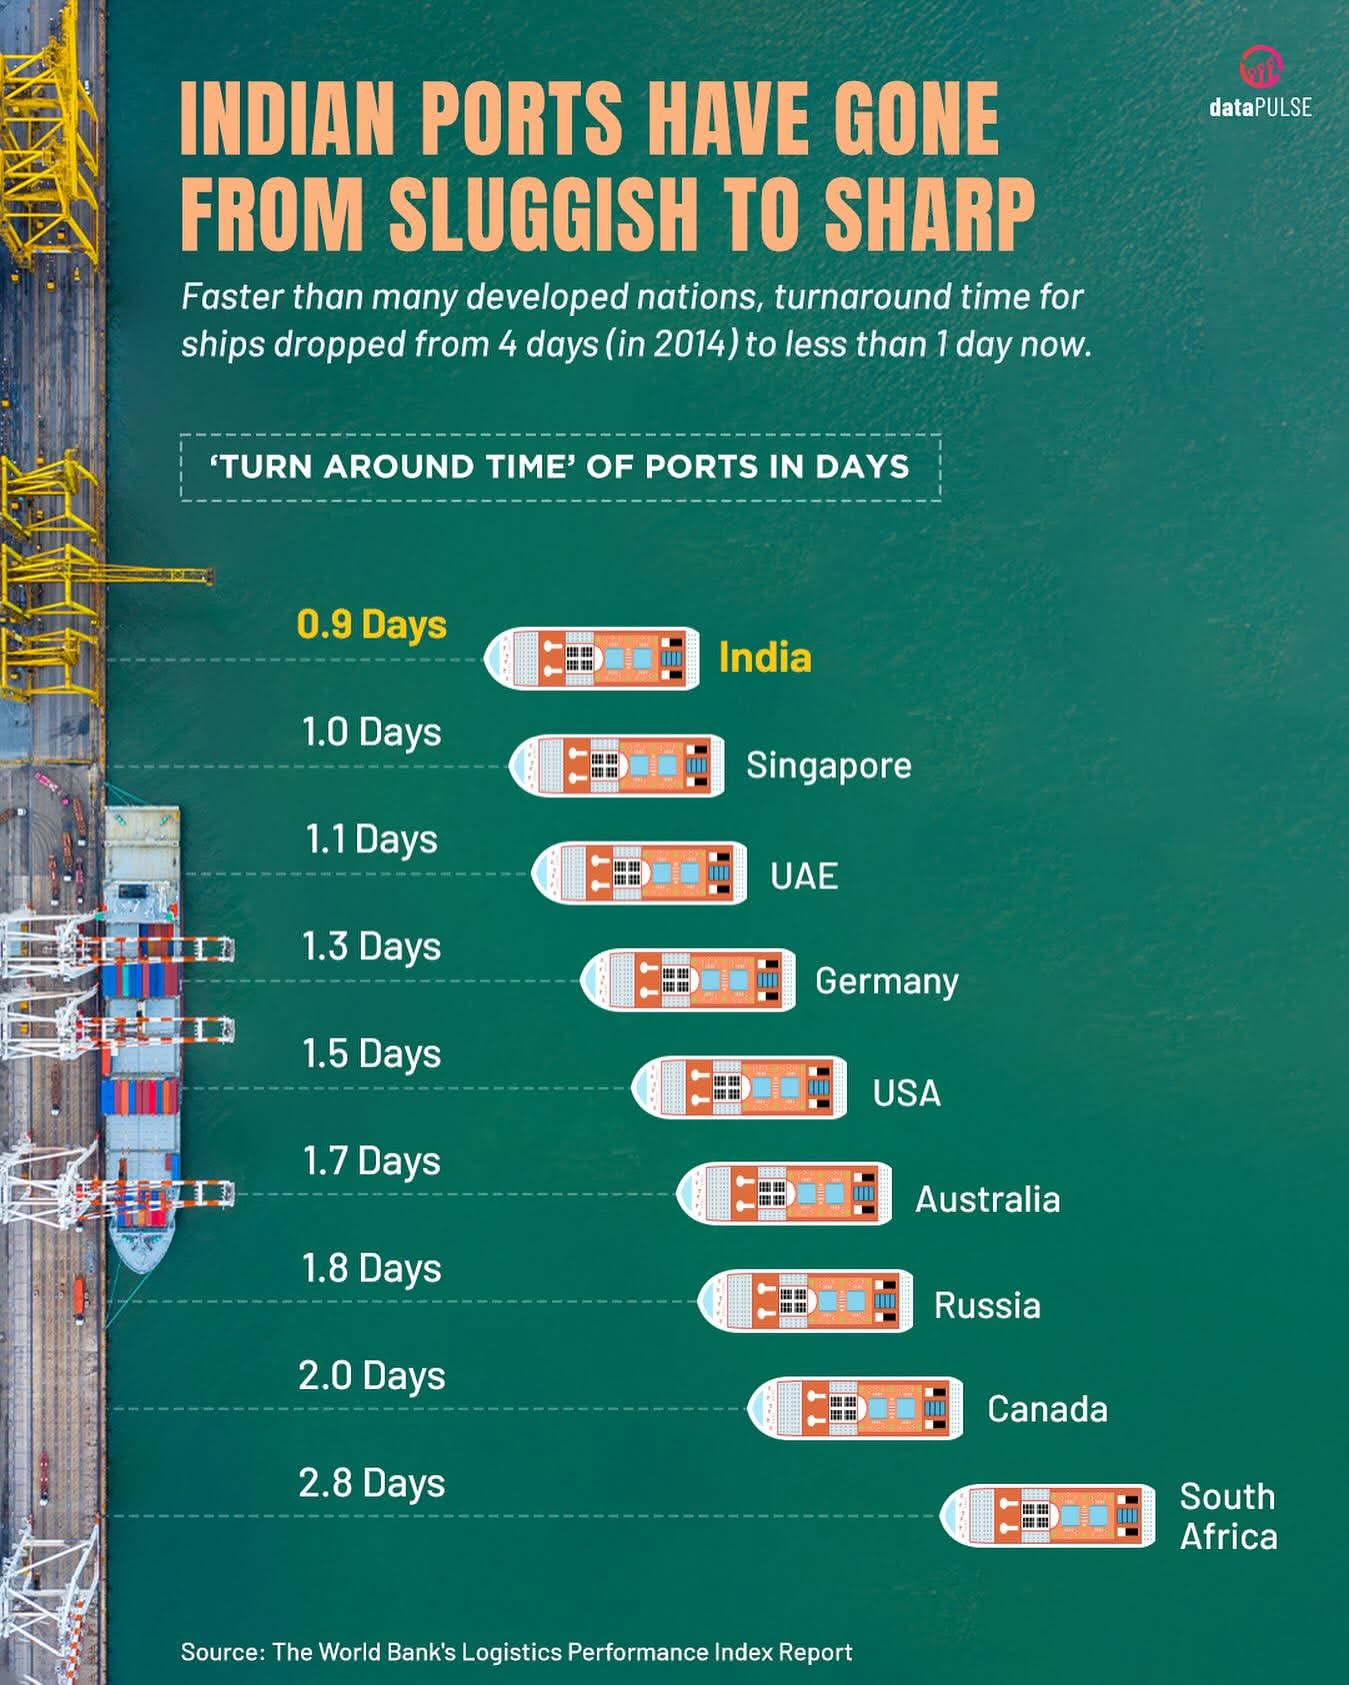 dataPULSE
INDIAN PORTS HAVE GONE
FROM SLUGGISH TO SHARP
Faster than many developed nations, turnaround time for
ships dropped from 4 days (in 2014) to less than 1 day now.
‘TURN AROUND TIME’ OF PORTS IN DAYS
0.9 Days
India
1.0 Days
Singapore
1.1 Days
UAE
1.3 Days
Germany
1.5 Days
USA
1.7 Days
Australia
1.8 Days
Russia
2.0 Days
Canada
2.8 Days
South
Africa
Source: The World Bank's Logistics Performance Index Report